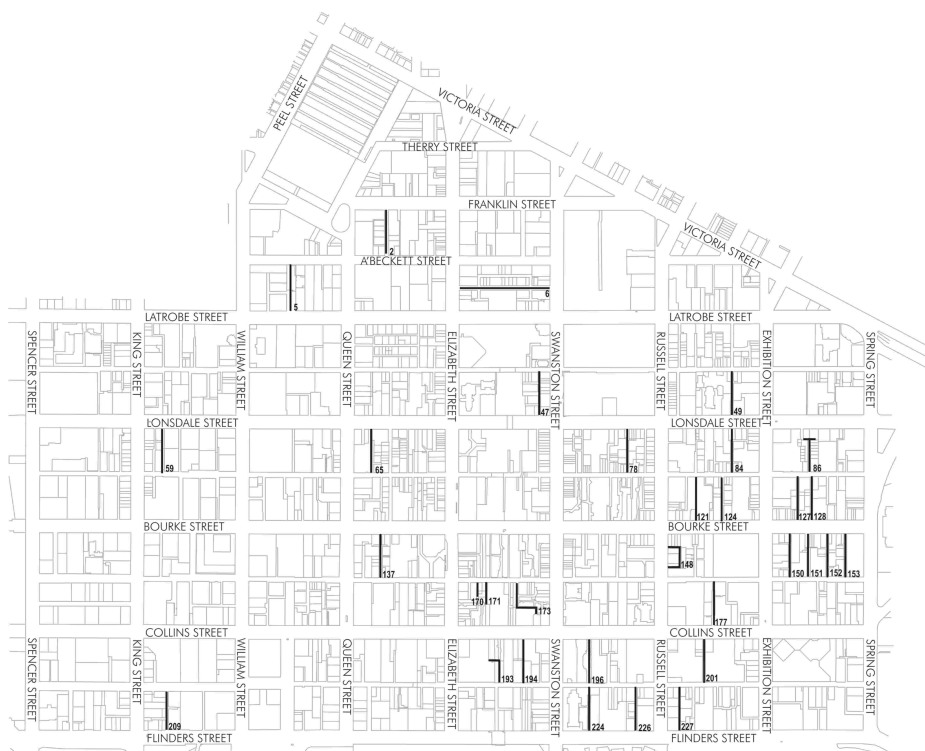 PEEL STREET
VICTORIA STREET
THERRY STREET
FRANKLIN STREET
VICTORIA STREET
2
A'BECKETT STREET
5
6
LATROBE STREET
LATROBE STREET
SPENCER STREET
KING STREET
WILLIAM STREET
QUEEN STREET
ELIZABETH STREET
SWANSTON STREET
RUSSELL STREET
EXHIBITION STREET
SPRING STREET
47
49
LONSDALE STREET
LONSDALE STREET
59
65
78
84
86
121
124
127
128
BOURKE STREET
BOURKE STREET
137
148
150
151
152
153
170
171
173
177
COLLINS STREET
COLLINS STREET
SPENCER STREET
KING STREET
WILLIAM STREET
QUEEN STREET
ELIZABETH STREET
SWANSTON STREET
RUSSELL STREET
EXHIBITION STREET
SPRING STREET
193
194
196
201
209
224
226
227
FLINDERS STREET
FLINDERS STREET